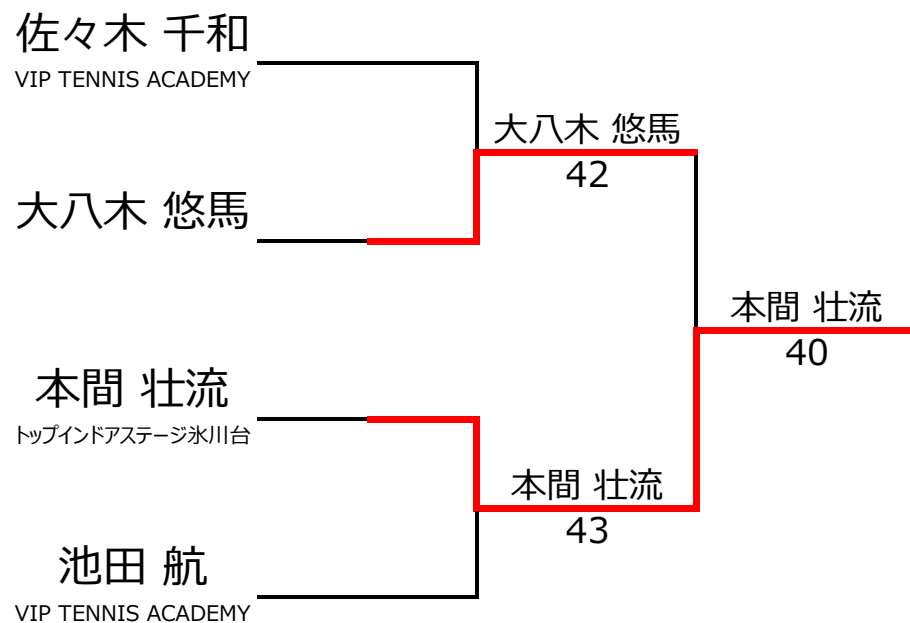 佐々木 千和
VIP TENNIS ACADEMY
大八木 悠馬
42
大八木 悠馬
本間 壮流
40
本間 壮流
トップインドアステージ氷川台
本間 壮流
43
池田 航
VIP TENNIS ACADEMY